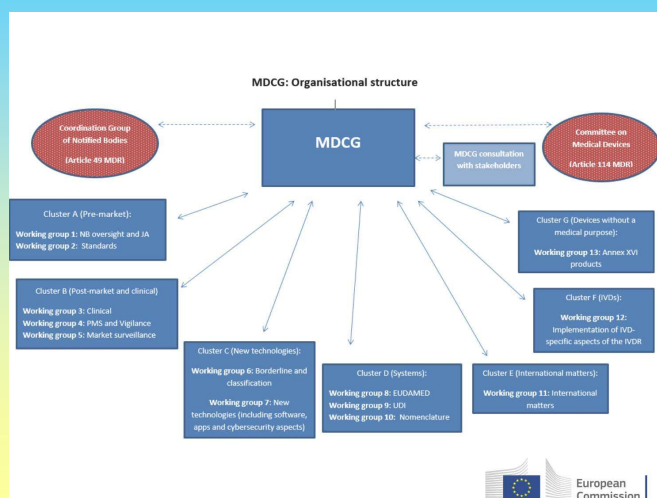 MDCG: Organisational structure
Coordination Group
of Notified Bodies
(Article 49 MDR)
MDCG
Committee on
Medical Devices
(Article 114 MDR)
MDCG consultation
with stakeholders
Cluster A (Pre-market):
Working group 1: NB oversight and JA
Working group 2: Standards
Cluster G (Devices without a
medical purpose):
Working group 13: Annex XVI
products
Cluster B (Post-market and clinical)
Working group 3: Clinical
Working group 4: PMS and Vigilance
Working group 5: Market surveillance
Cluster F (IVDs):
Working group 12:
Implementation of IVD-
specific aspects of the IVDR
Cluster C (New technologies):
Working group 6: Borderline and
classification
Working group 7: New
technologies (including software,
apps and cybersecurity aspects)
Cluster D (Systems):
Working group 8: EUDAMED
Working group 9: UDI
Working group 10: Nomenclature
Cluster E (International matters):
Working group 11: International
matters
European
Commission